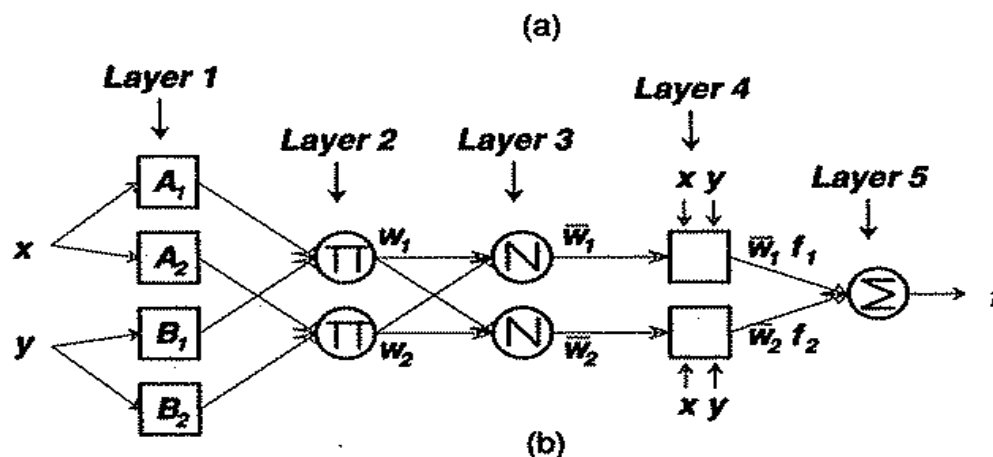 (a)
Layer 1
Layer 2
Layer 3
Layer 4
Layer 5
x y
A₁
x
A₂
Π w₁
N w̅₁
w̅₁ f₁
Σ
y
B₁
Π w₂
N w̅₂
w̅₂ f₂
B₂
x y
(b)